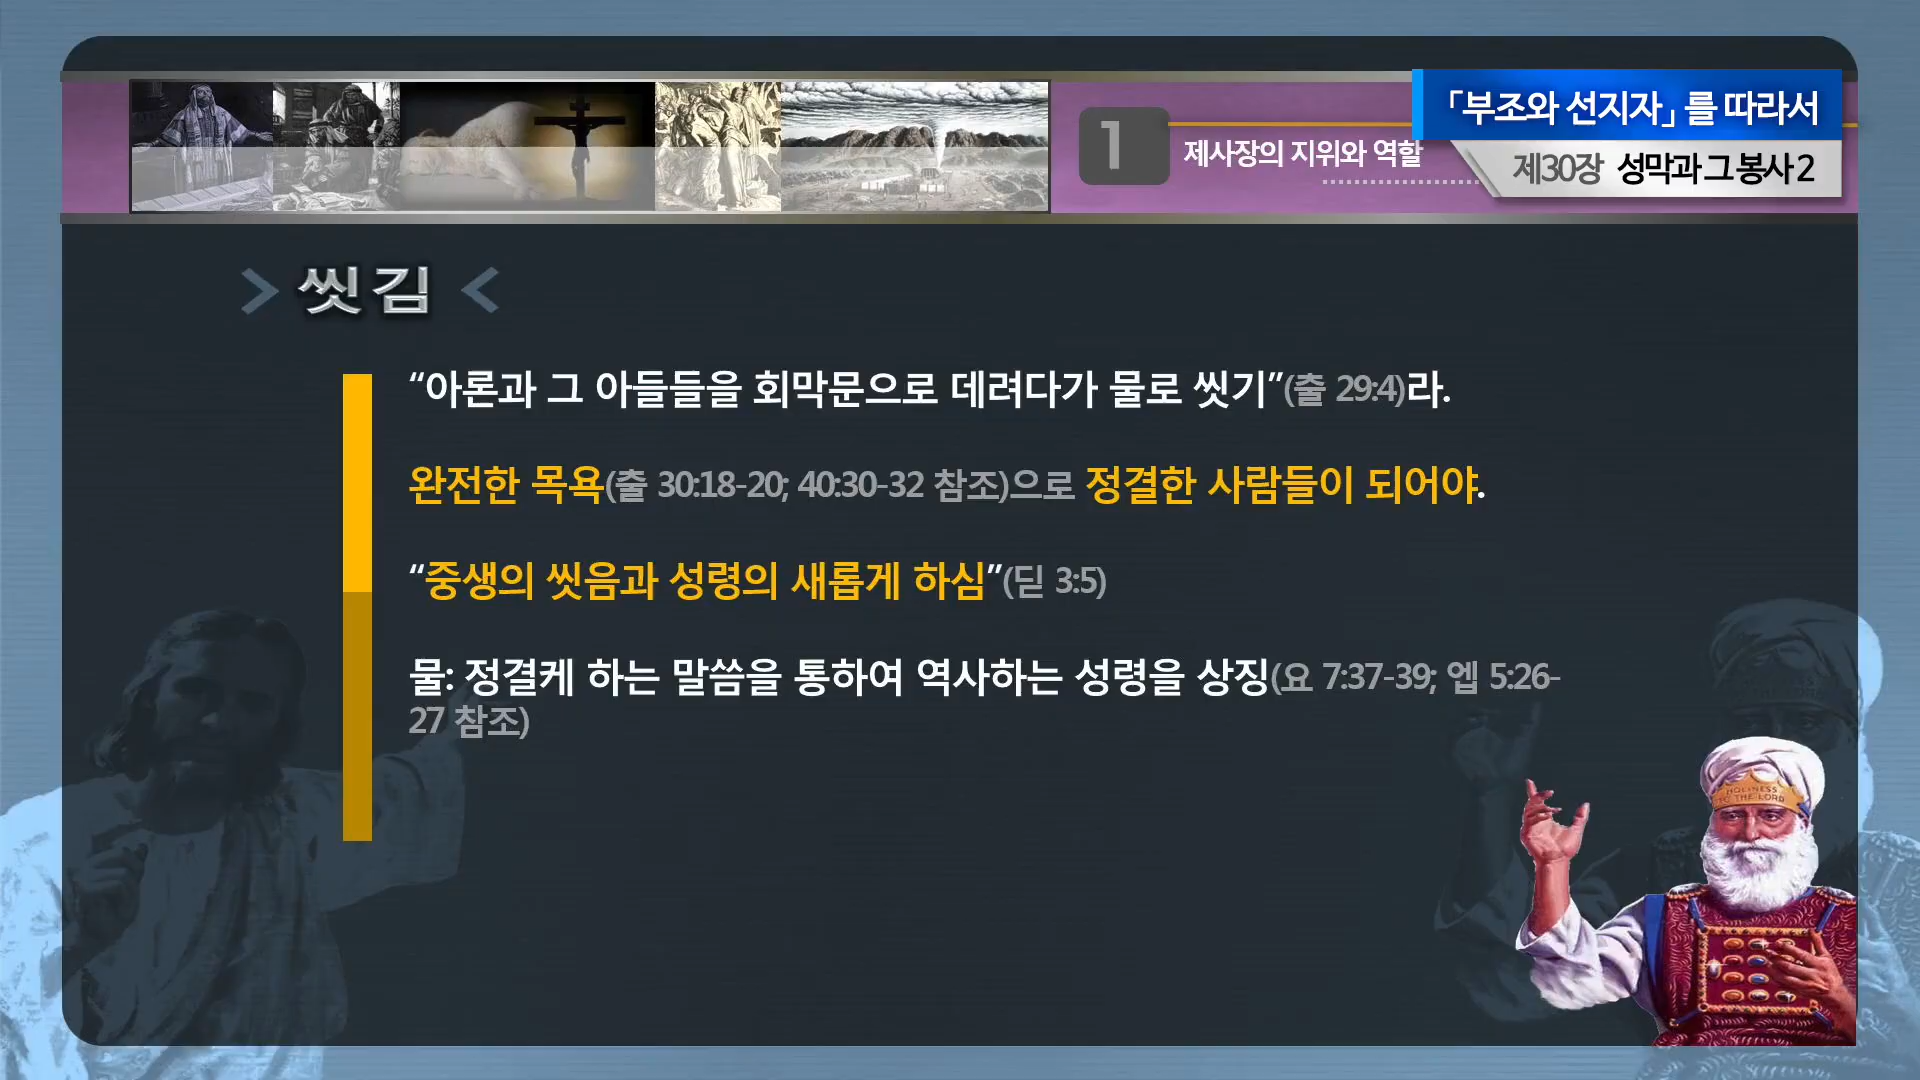 「부조와 선지자」를 따라서
1
제사장의 지위와 역할
제30장 성막과 그 봉사 2
> 씻김 <
“아론과 그 아들들을 회막문으로 데려다가 물로 씻기”(출 29:4)라.
완전한 목욕(출 30:18-20; 40:30-32 참조)으로 정결한 사람들이 되어야.
“중생의 씻음과 성령의 새롭게 하심”(딛 3:5)
물: 정결케 하는 말씀을 통하여 역사하는 성령을 상징(요 7:37-39; 엡 5:26-
27 참조)
HOLINESS
TO THE LORD